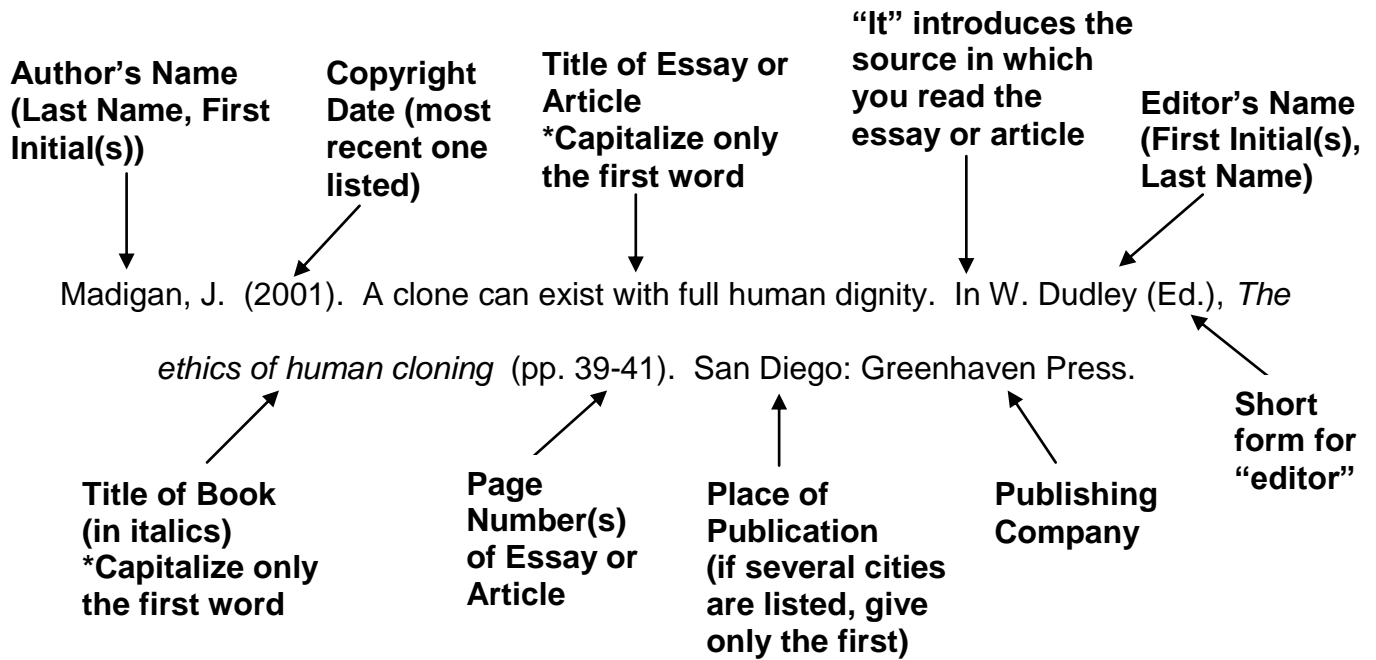 Author’s Name
(Last Name, First
Initial(s))
Copyright
Date (most
recent one
listed)
Title of Essay or
Article
*Capitalize only
the first word
“It” introduces the
source in which
you read the
essay or article
Editor’s Name
(First Initial(s),
Last Name)
Madigan, J. (2001). A clone can exist with full human dignity. In W. Dudley (Ed.), The
ethics of human cloning (pp. 39-41). San Diego: Greenhaven Press.
Title of Book
(in italics)
*Capitalize only
the first word
Page
Number(s)
of Essay or
Article
Place of
Publication
(if several cities
are listed, give
only the first)
Publishing
Company
Short
form for
“editor”